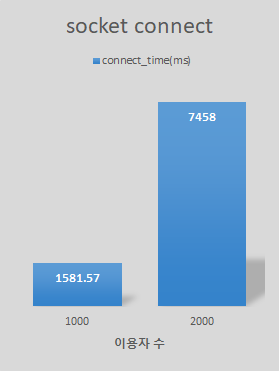 socket connect
connect_time(ms)
7458
1581.57
1000 2000
이용자 수